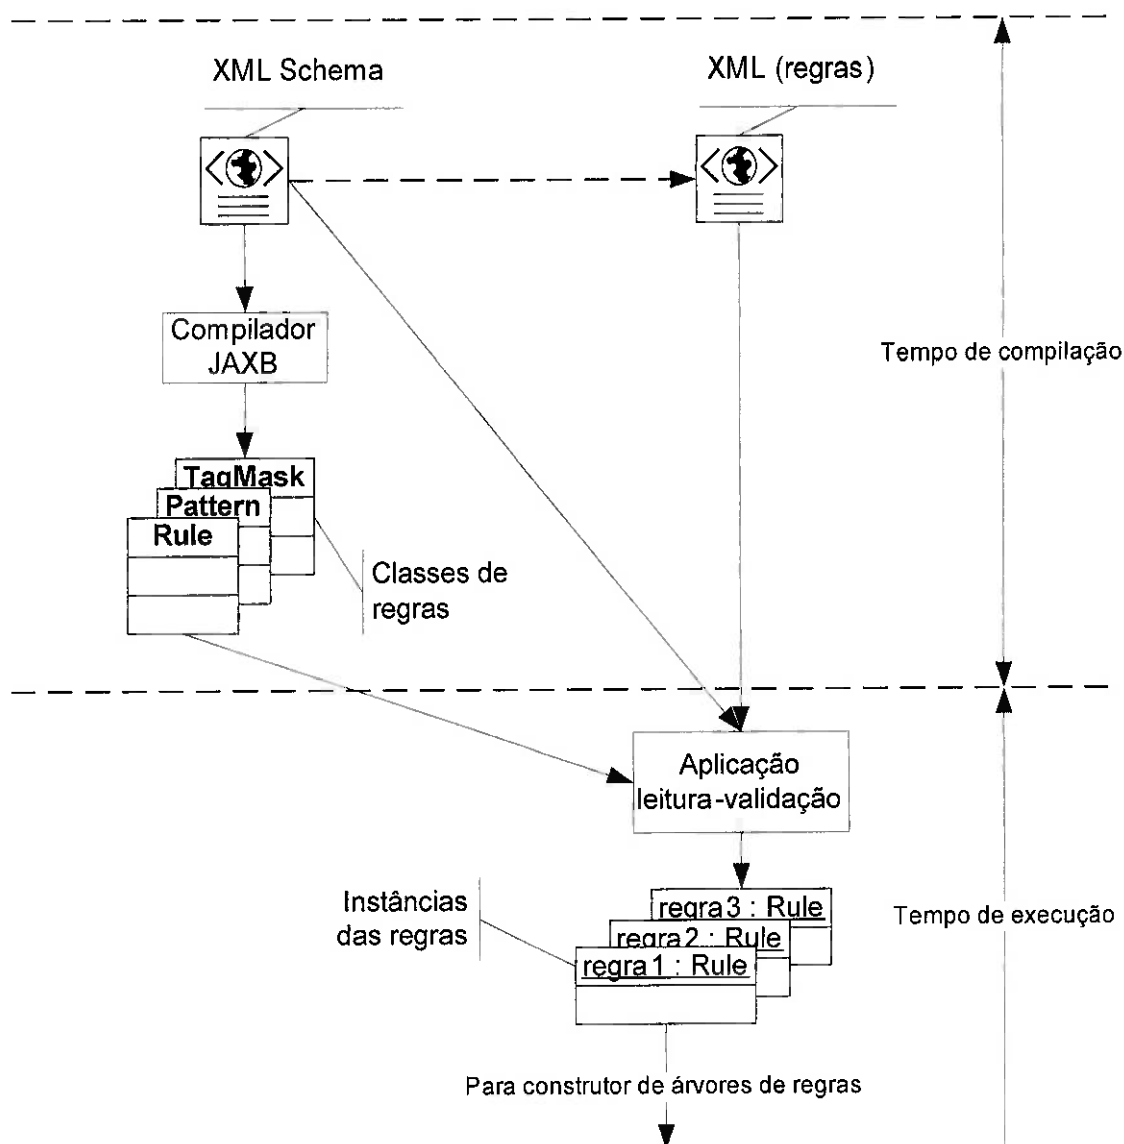 XML Schema
XML (regras)
Compilador
JAXB
Tempo de compilação
TagMask
Pattern
Rule
Classes de
regras
Aplicação
leitura-validação
Instâncias
das regras
regra3 : Rule
regra2 : Rule
regra1 : Rule
Tempo de execução
Para construtor de árvores de regras